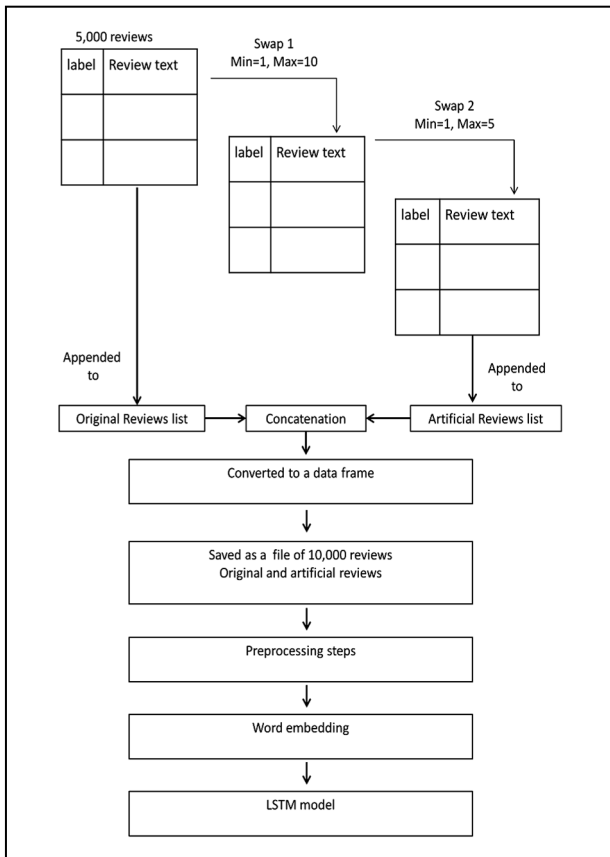 5,000 reviews
label Review text
Swap 1
Min=1, Max=10
label Review text
Swap 2
Min=1, Max=5
label Review text
Appended
to
Appended
to
Original Reviews list
Concatenation
Artificial Reviews list
Converted to a data frame
Saved as a file of 10,000 reviews
Original and artificial reviews
Preprocessing steps
Word embedding
LSTM model